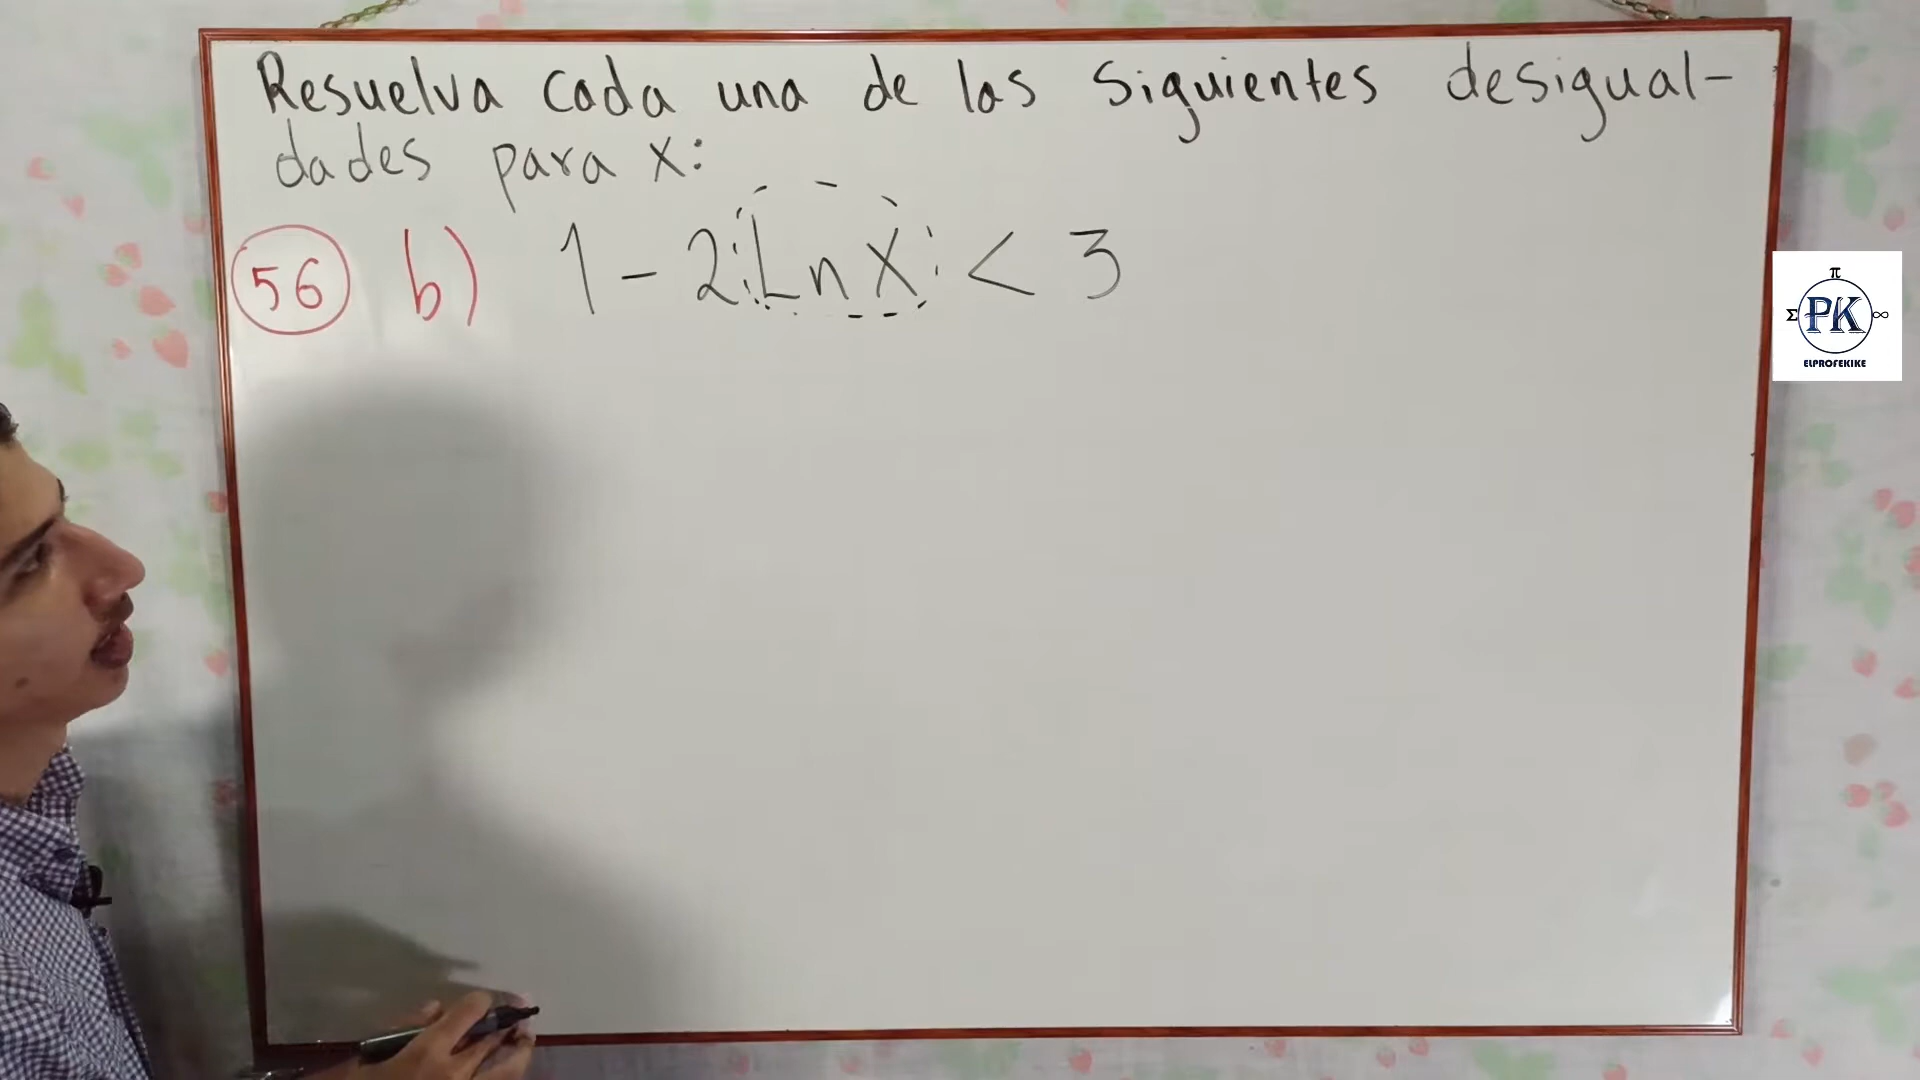 Resuelva cada una de las siguientes desigual-
dades para x:
56 b) 1 - 2 Ln x < 3
π
Σ PK ∞
ELPROFEKIKE